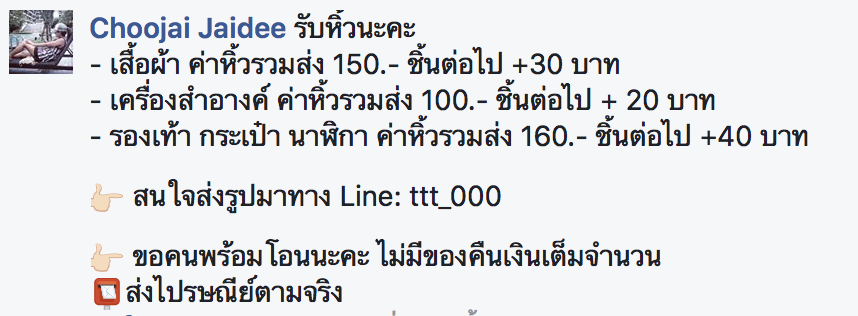 Choojai Jaidee รับหิ้วนะคะ
- เสื้อผ้า ค่าหิ้วรวมส่ง 150.- ชิ้นต่อไป +30 บาท
- เครื่องสำอางค์ ค่าหิ้วรวมส่ง 100.- ชิ้นต่อไป + 20 บาท
- รองเท้า กระเป๋า นาฬิกา ค่าหิ้วรวมส่ง 160.- ชิ้นต่อไป +40 บาท
👉🏻 สนใจส่งรูปมาทาง Line: ttt_000
👉🏻 ขอคนพร้อมโอนนะคะ ไม่มีของคืนเงินเต็มจำนวน
📮ส่งไปรษณีย์ตามจริง